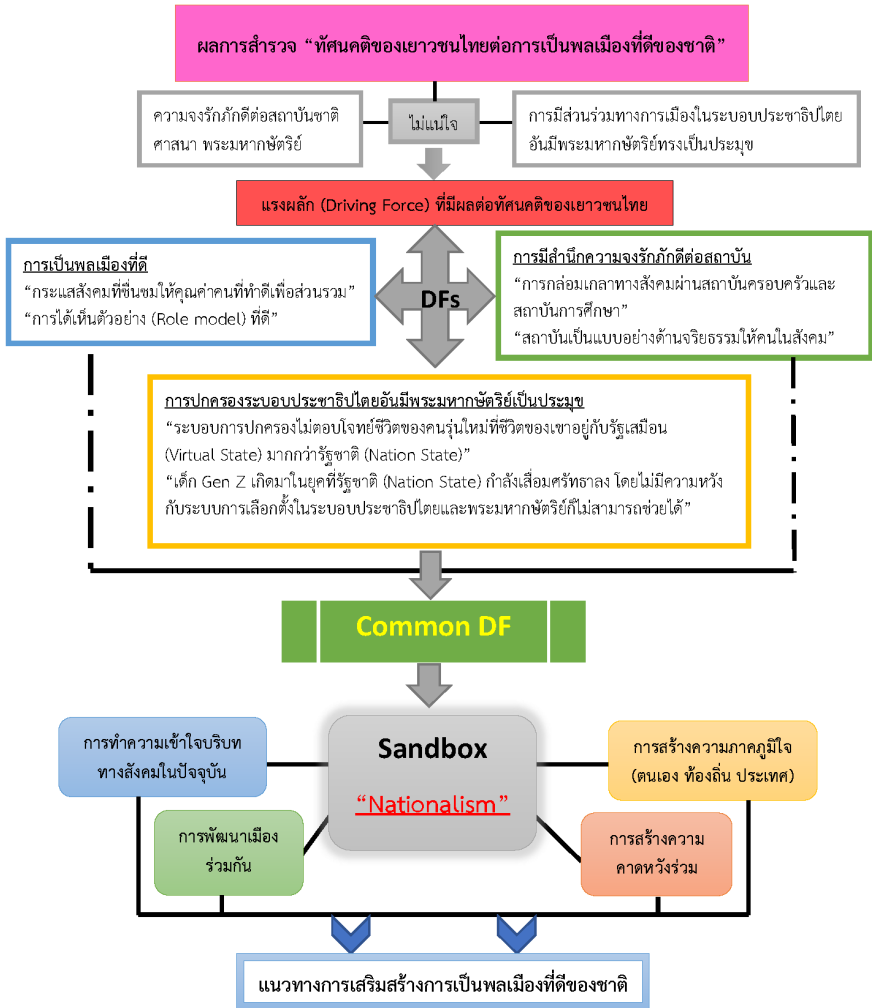 ผลการสำรวจ “ทัศนคติของเยาวชนไทยต่อการเป็นพลเมืองที่ดีของชาติ”
ความจงรักภักดีต่อสถาบันชาติ
ศาสนา พระมหากษัตริย์
ไม่แน่ใจ
การมีส่วนร่วมทางการเมืองในระบอบประชาธิปไตย
อันมีพระมหากษัตริย์ทรงเป็นประมุข
แรงผลัก (Driving Force) ที่มีผลต่อทัศนคติของเยาวชนไทย
การเป็นพลเมืองที่ดี
“กระแสสังคมที่ชื่นชมให้คุณค่าคนที่ทำดีเพื่อส่วนรวม”
“การได้เห็นตัวอย่าง (Role model) ที่ดี”
DFs
การมีสำนึกความจงรักภักดีต่อสถาบัน
“การกล่อมเกลาทางสังคมผ่านสถาบันครอบครัวและ
สถาบันการศึกษา”
“สถาบันเป็นแบบอย่างด้านจริยธรรมให้คนในสังคม”
การปกครองระบอบประชาธิปไตยอันมีพระมหากษัตริย์เป็นประมุข
“ระบอบการปกครองไม่ตอบโจทย์ชีวิตของคนรุ่นใหม่ที่ชีวิตของเขาอยู่กับรัฐเสมือน
(Virtual State) มากกว่ารัฐชาติ (Nation State)”
“เด็ก Gen Z เกิดมาในยุคที่รัฐชาติ (Nation State) กำลังเสื่อมศรัทธาลง โดยไม่มีความหวัง
กับระบบการเลือกตั้งในระบอบประชาธิปไตยและพระมหากษัตริย์ก็ไม่สามารถช่วยได้”
Common DF
การทำความเข้าใจบริบท
ทางสังคมในปัจจุบัน
Sandbox
“Nationalism”
การสร้างความภาคภูมิใจ
(ตนเอง ท้องถิ่น ประเทศ)
การพัฒนาเมือง
ร่วมกัน
การสร้างความ
คาดหวังร่วม
แนวทางการเสริมสร้างการเป็นพลเมืองที่ดีของชาติ